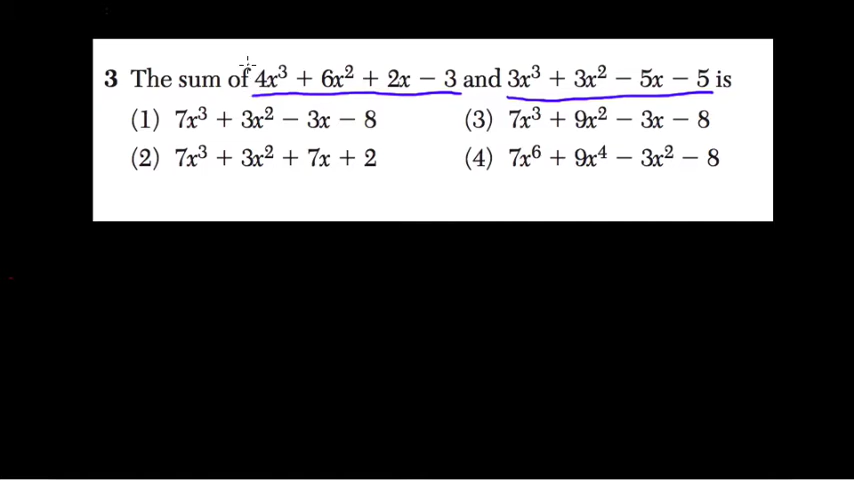 3 The sum of 4x³ + 6x² + 2x − 3 and 3x³ + 3x² − 5x − 5 is
(1) 7x³ + 3x² − 3x − 8 (3) 7x³ + 9x² − 3x − 8
(2) 7x³ + 3x² + 7x + 2 (4) 7x⁶ + 9x⁴ − 3x² − 8